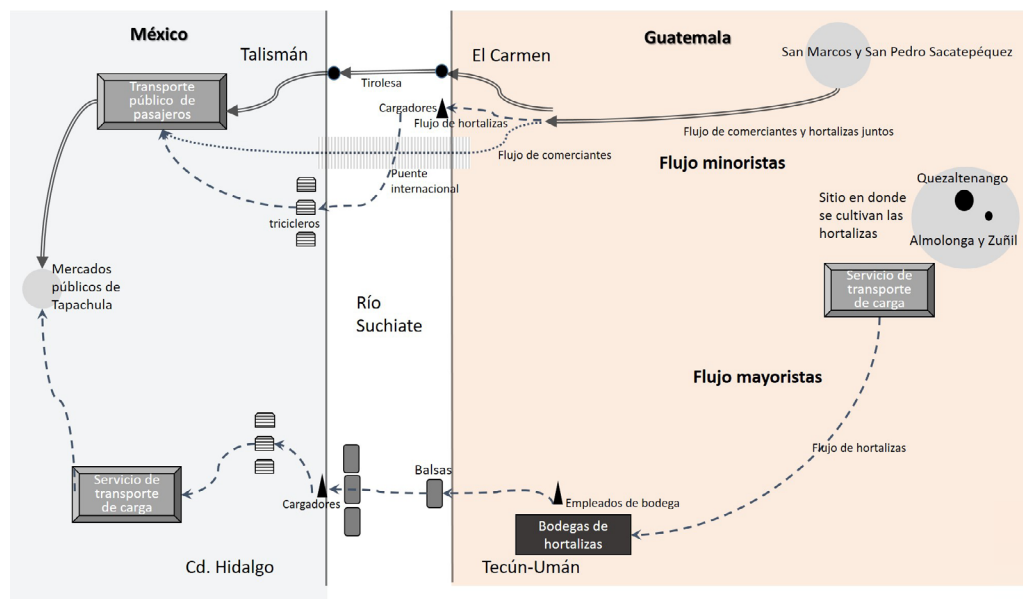 México
Talismán
El Carmen
Guatemala
San Marcos y San Pedro Sacatepéquez
Transporte
público de
pasajeros
Tirolesa
Cargadores
Flujo de hortalizas
Flujo de comerciantes y hortalizas juntos
Flujo de comerciantes
Flujo minoristas
Puente
internacional
Quezaltenango
Sitio en donde
se cultivan las
hortalizas
Almolonga y Zuñil
tricicleros
Mercados
públicos de
Tapachula
Servicio de
transporte
de carga
Río
Suchiate
Flujo mayoristas
Flujo de hortalizas
Balsas
Servicio de
transporte
de carga
Cargadores
Empleados de bodega
Bodegas de
hortalizas
Cd. Hidalgo
Tecún-Umán